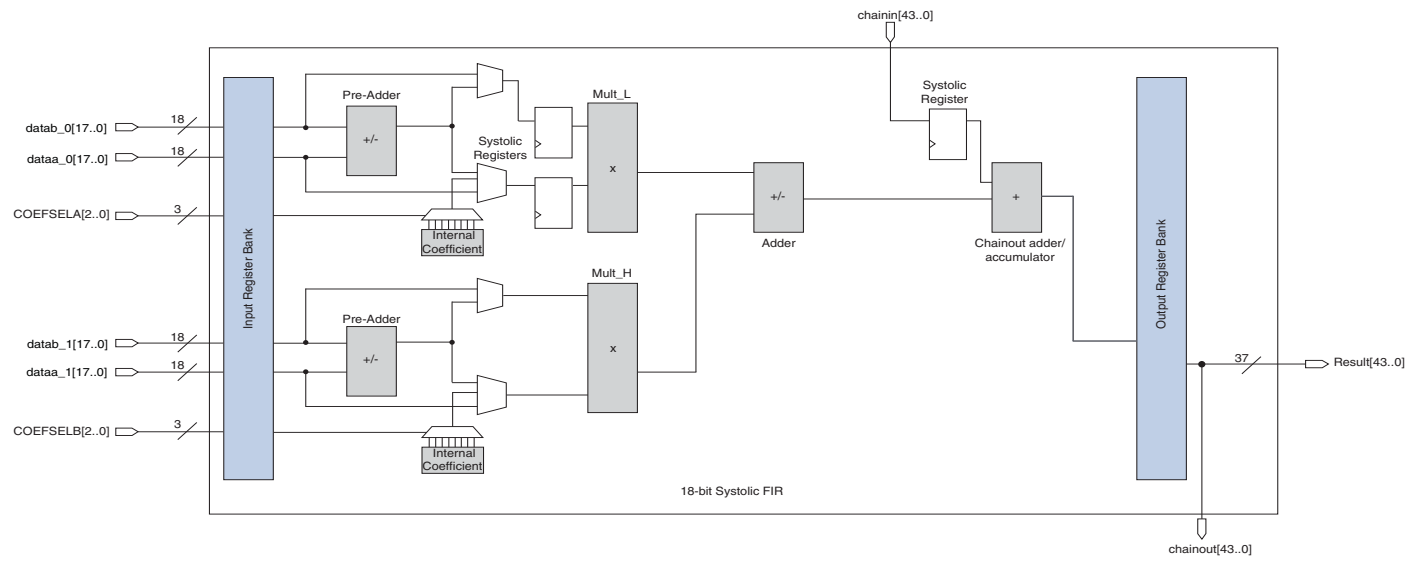 chainin[43..0]
Systolic
Register
Pre-Adder
Mult_L
datab_0[17..0]
18
+/-
Systolic
Registers
dataa_0[17..0]
18
x
+/-
+
COEFSELA[2..0]
3
Internal
Coefficient
Adder
Chainout adder/
accumulator
Input Register Bank
Output Register Bank
Mult_H
Pre-Adder
datab_1[17..0]
18
+/-
x
dataa_1[17..0]
18
37
Result[43..0]
COEFSELB[2..0]
3
Internal
Coefficient
18-bit Systolic FIR
chainout[43..0]